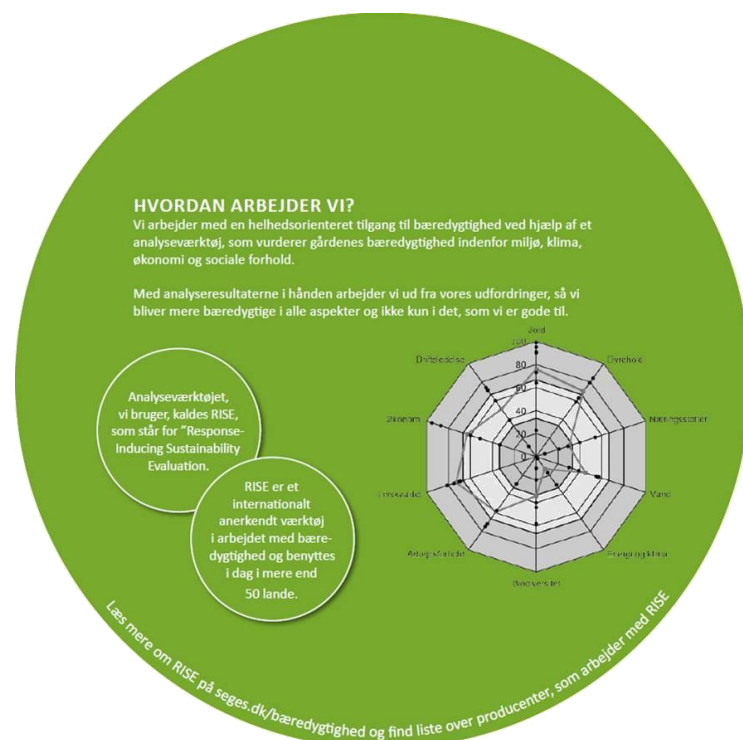 HVORDAN ARBEJDER VI?
Vi arbejder med en helhedsorienteret tilgang til bæredygtighed ved hjælp af et
analyseværktøj, som vurderer gårdenes bæredygtighed indenfor miljø, klima,
økonomi og sociale forhold.
Med analyseresultaterne i hånden arbejder vi ud fra vores udfordringer, så vi
bliver mere bæredygtige i alle aspekter og ikke kun i det, som vi er gode til.
Analyseværktøjet,
vi bruger, kaldes RISE,
som står for "Response-
Inducing Sustainability
Evaluation.
RISE er et
internationalt
anerkendt værktøj
i arbejdet med bære-
dygtighed og benyttes
i dag i mere end
50 lande.
Jord
100
80
60
40
20
0
Dyrehold
Næringsstoffer
Vand
Energi og klima
Biodiversitet
Arbejdsforhold
Livskvalitet
Økonomi
Driftsledelse
Læs mere om RISE på seges.dk/bæredygtighed og find liste over producenter, som arbejder med RISE